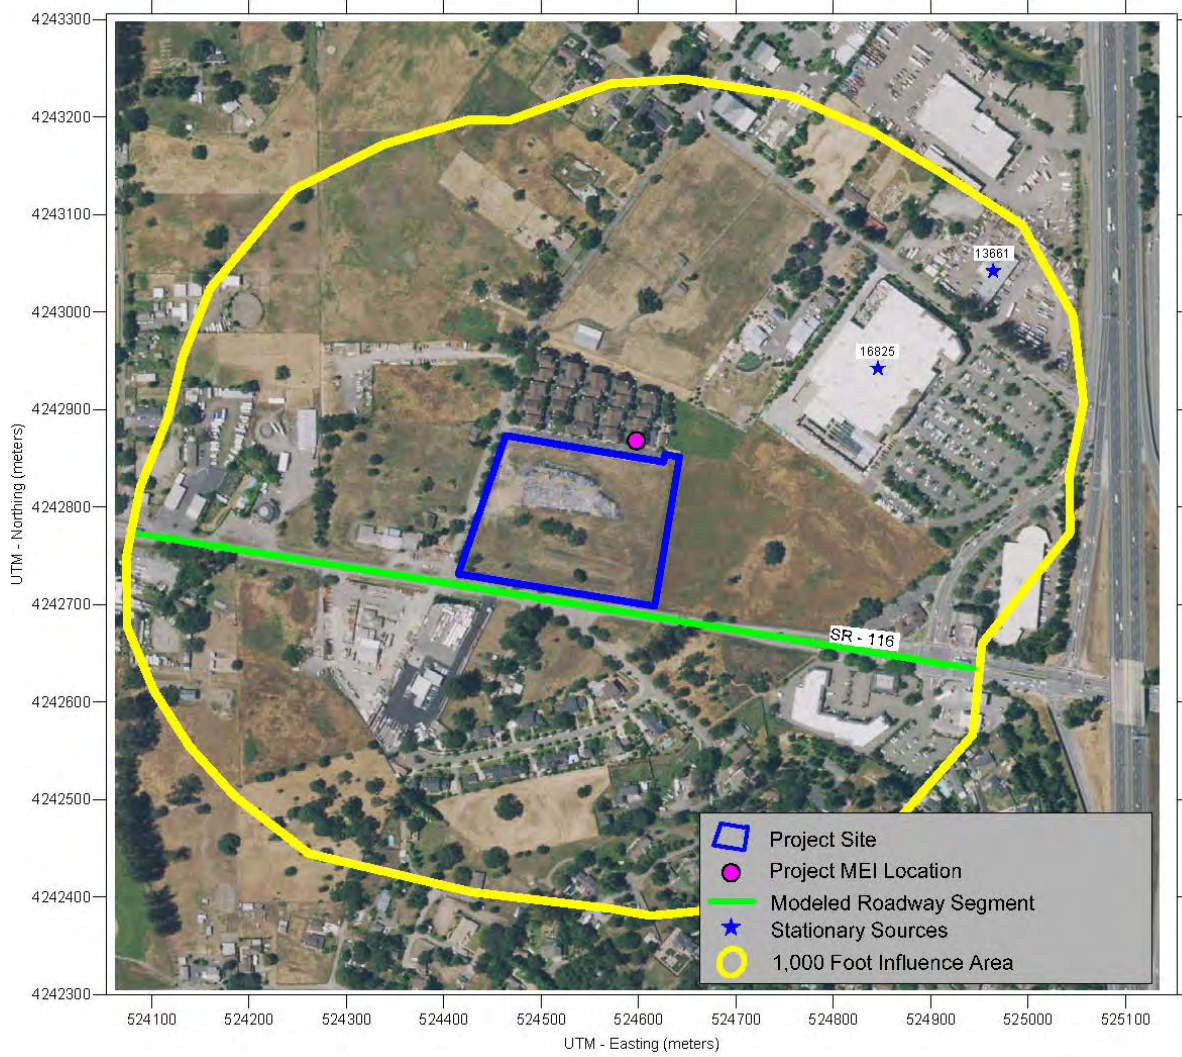 4243300
4243200
4243100
4243000
4242900
4242800
4242700
4242600
4242500
4242400
4242300
UTM - Northing (meters)
13661
16825
SR - 116
Project Site
Project MEI Location
Modeled Roadway Segment
Stationary Sources
1,000 Foot Influence Area
524100 524200 524300 524400 524500 524600 524700 524800 524900 525000 525100
UTM - Easting (meters)